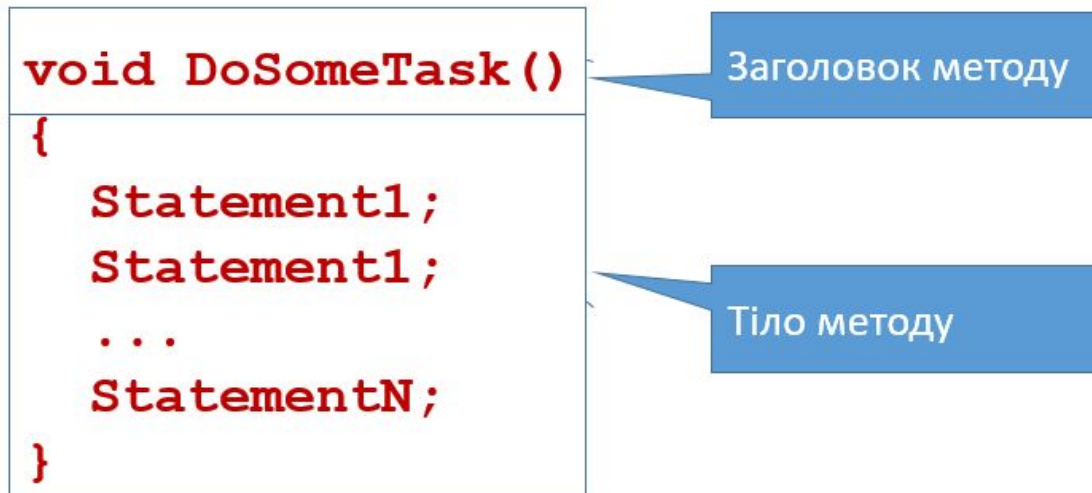 void DoSomeTask()
Заголовок методу
{
Statement1;
Statement1;
...
StatementN;
}
Тіло методу